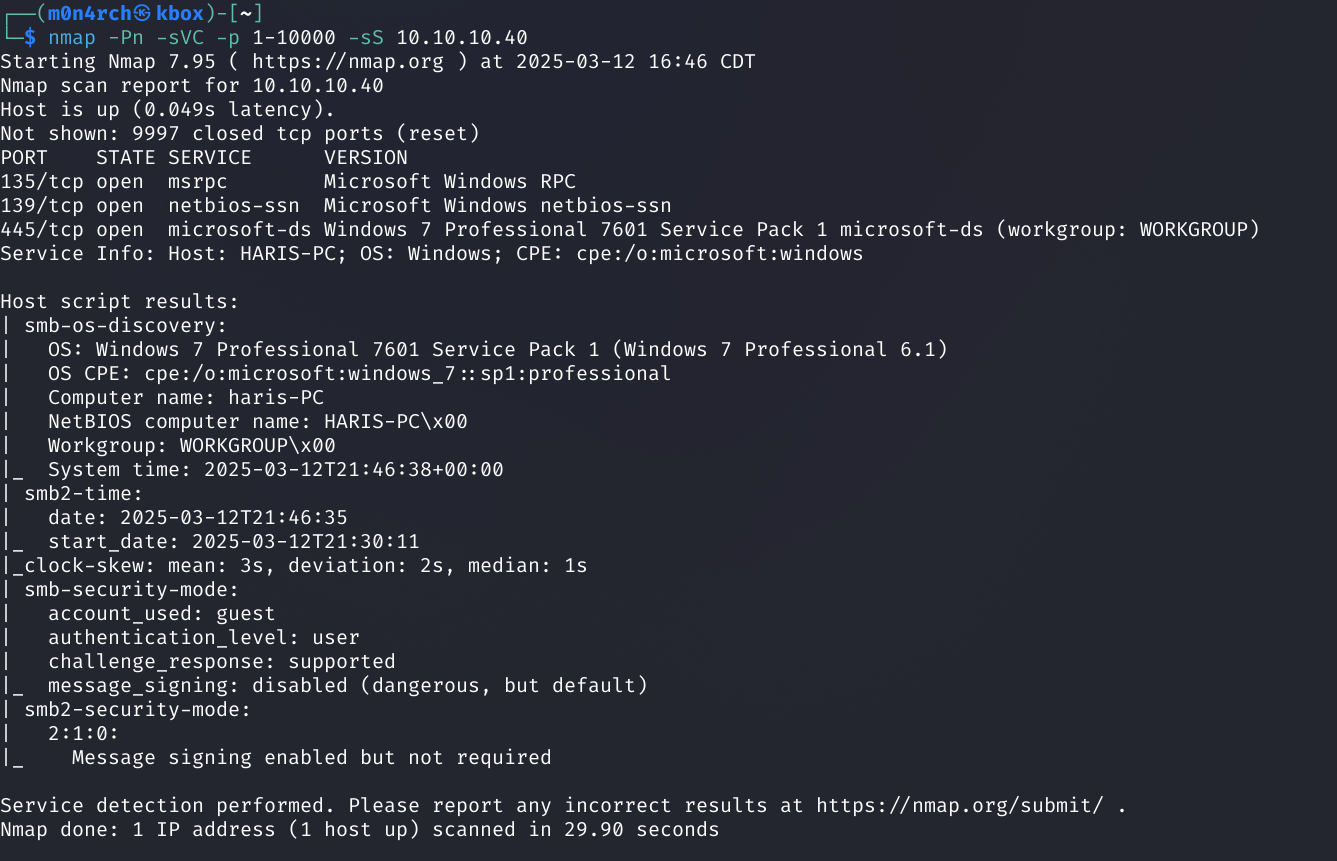 ┌──(m0n4rch㉿kbox)-[~]
└─$ nmap -Pn -sVC -p 1-10000 -sS 10.10.10.40
Starting Nmap 7.95 ( https://nmap.org ) at 2025-03-12 16:46 CDT
Nmap scan report for 10.10.10.40
Host is up (0.049s latency).
Not shown: 9997 closed tcp ports (reset)
PORT    STATE SERVICE      VERSION
135/tcp open  msrpc        Microsoft Windows RPC
139/tcp open  netbios-ssn  Microsoft Windows netbios-ssn
445/tcp open  microsoft-ds Windows 7 Professional 7601 Service Pack 1 microsoft-ds (workgroup: WORKGROUP)
Service Info: Host: HARIS-PC; OS: Windows; CPE: cpe:/o:microsoft:windows

Host script results:
| smb-os-discovery:
|   OS: Windows 7 Professional 7601 Service Pack 1 (Windows 7 Professional 6.1)
|   OS CPE: cpe:/o:microsoft:windows_7::sp1:professional
|   Computer name: haris-PC
|   NetBIOS computer name: HARIS-PC\x00
|   Workgroup: WORKGROUP\x00
|_  System time: 2025-03-12T21:46:38+00:00
| smb2-time:
|   date: 2025-03-12T21:46:35
|_  start_date: 2025-03-12T21:30:11
|_clock-skew: mean: 3s, deviation: 2s, median: 1s
| smb-security-mode:
|   account_used: guest
|   authentication_level: user
|   challenge_response: supported
|_  message_signing: disabled (dangerous, but default)
| smb2-security-mode:
|   2:1:0:
|_    Message signing enabled but not required

Service detection performed. Please report any incorrect results at https://nmap.org/submit/ .
Nmap done: 1 IP address (1 host up) scanned in 29.90 seconds